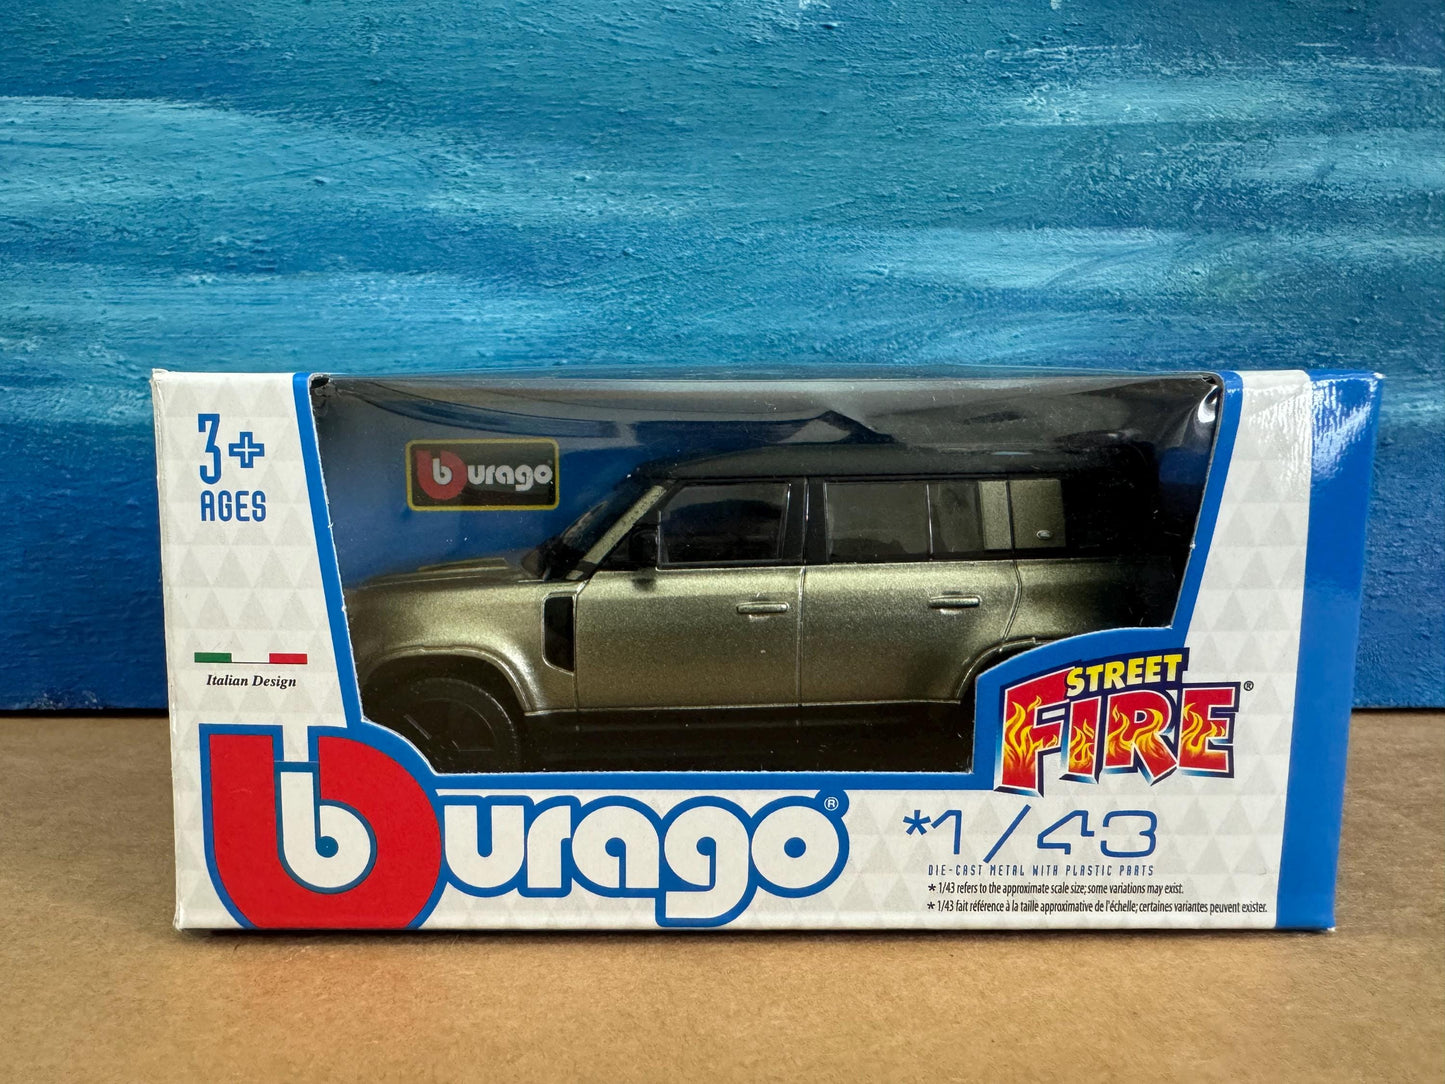 3+
AGES
burago
Italian Design
STREET
FIRE®
burago®
*1/43
DIE-CAST METAL WITH PLASTIC PARTS
* 1/43 refers to the approximate scale size; some variations may exist.
* 1/43 fait référence à la taille approximative de l'échelle; certaines variantes peuvent exister.